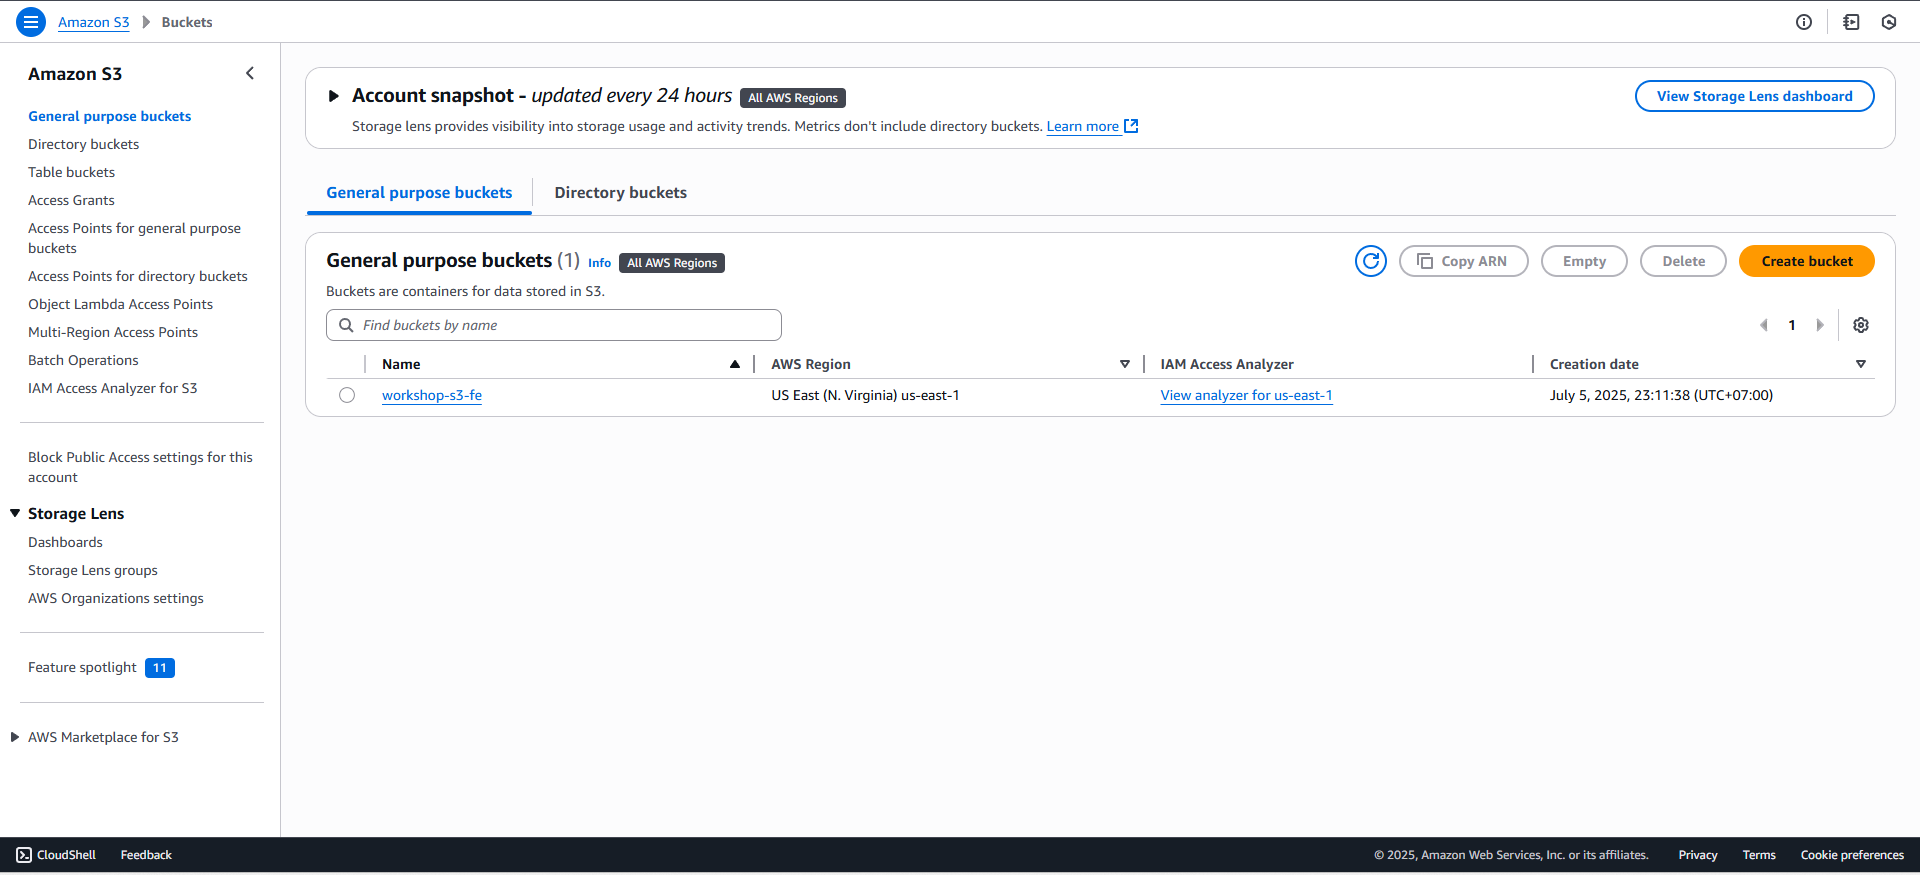 Amazon S3 Buckets
Amazon S3
General purpose buckets
Directory buckets
Table buckets
Access Grants
Access Points for general purpose
buckets
Access Points for directory buckets
Object Lambda Access Points
Multi-Region Access Points
Batch Operations
IAM Access Analyzer for S3
Block Public Access settings for this
account
Storage Lens
Dashboards
Storage Lens groups
AWS Organizations settings
Feature spotlight 11
AWS Marketplace for S3
Account snapshot - updated every 24 hours All AWS Regions
View Storage Lens dashboard
Storage lens provides visibility into storage usage and activity trends. Metrics don't include directory buckets. Learn more
General purpose buckets Directory buckets
General purpose buckets (1) Info All AWS Regions
Copy ARN Empty Delete Create bucket
Buckets are containers for data stored in S3.
Find buckets by name
1
Name AWS Region IAM Access Analyzer Creation date
workshop-s3-fe US East (N. Virginia) us-east-1 View analyzer for us-east-1 July 5, 2025, 23:11:38 (UTC+07:00)
CloudShell Feedback © 2025, Amazon Web Services, Inc. or its affiliates. Privacy Terms Cookie preferences